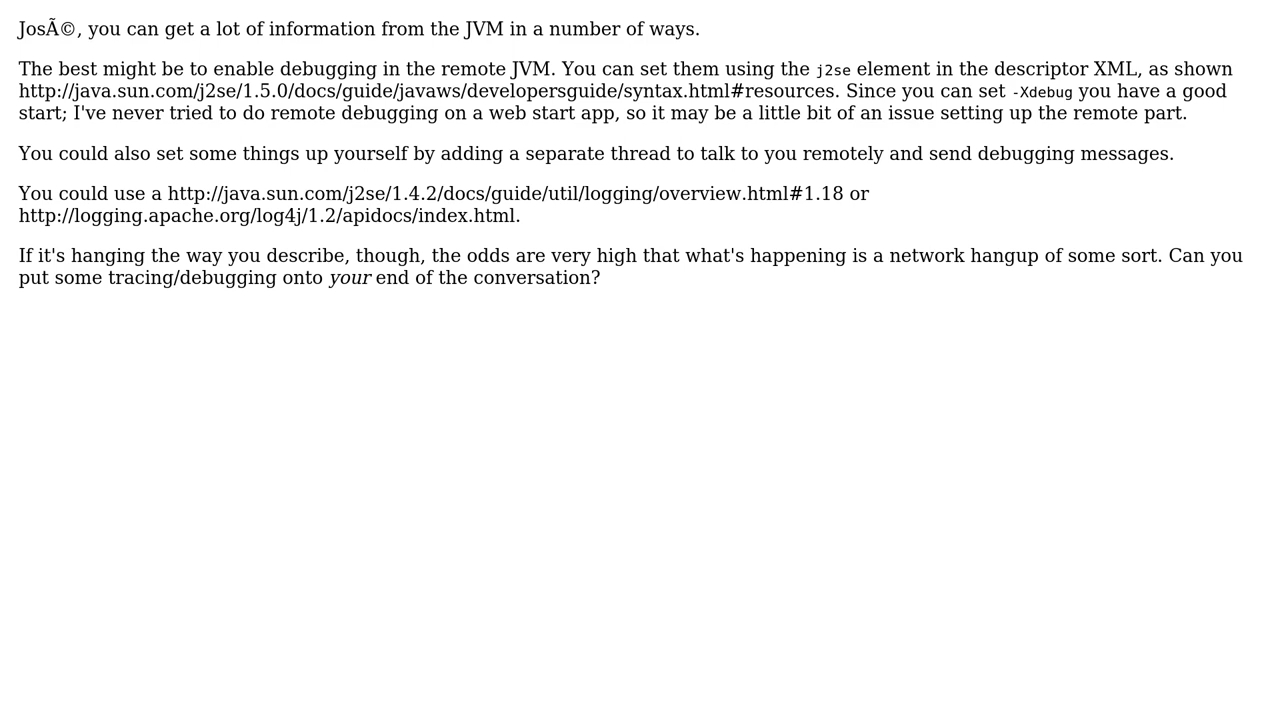 JosÃ©, you can get a lot of information from the JVM in a number of ways.
The best might be to enable debugging in the remote JVM. You can set them using the j2se element in the descriptor XML, as shown
http://java.sun.com/j2se/1.5.0/docs/guide/javaws/developersguide/syntax.html#resources. Since you can set -Xdebug you have a good
start; I've never tried to do remote debugging on a web start app, so it may be a little bit of an issue setting up the remote part.
You could also set some things up yourself by adding a separate thread to talk to you remotely and send debugging messages.
You could use a http://java.sun.com/j2se/1.4.2/docs/guide/util/logging/overview.html#1.18 or
http://logging.apache.org/log4j/1.2/apidocs/index.html.
If it's hanging the way you describe, though, the odds are very high that what's happening is a network hangup of some sort. Can you
put some tracing/debugging onto your end of the conversation?